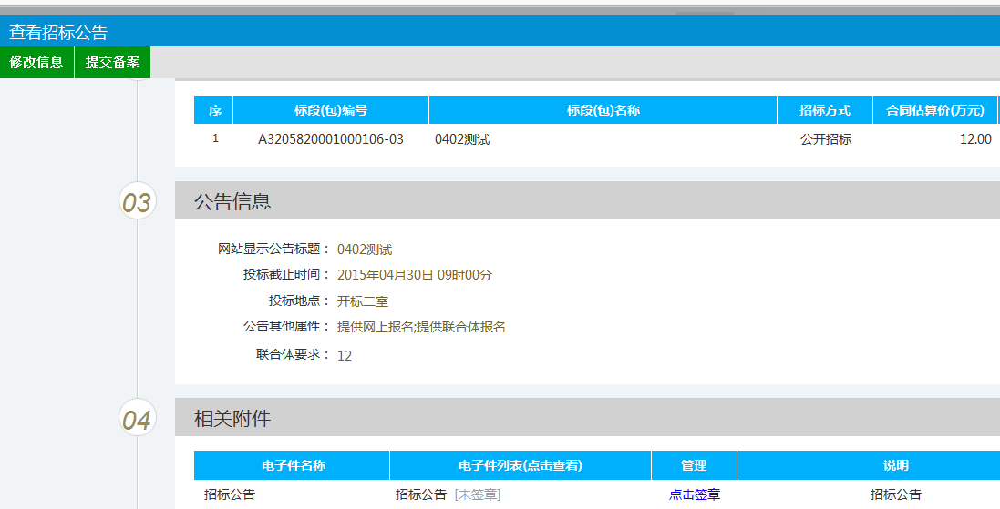 查看招标公告
修改信息 提交备案
序 标段(包)编号 标段(包)名称 招标方式 合同估算价(万元)
1 A3205820001000106-03 0402测试 公开招标 12.00
03 公告信息
网站显示公告标题： 0402测试
投标截止时间： 2015年04月30日 09时00分
投标地点： 开标二室
公告其他属性： 提供网上报名;提供联合体报名
联合体要求： 12
04 相关附件
电子件名称 电子件列表(点击查看) 管理 说明
招标公告 招标公告 [未签章] 点击签章 招标公告